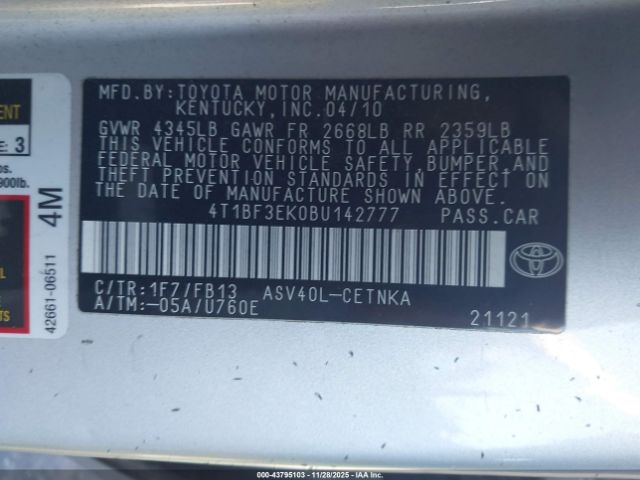 MFD.BY:TOYOTA MOTOR MANUFACTURING,
KENTUCKY, INC.04/10
GVWR 4345LB GAWR FR 2668LB RR 2359LB
THIS VEHICLE CONFORMS TO ALL APPLICABLE
FEDERAL MOTOR VEHICLE SAFETY, BUMPER, AND
THEFT PREVENTION STANDARDS IN EFFECT ON
THE DATE OF MANUFACTURE SHOWN ABOVE.
4T1BF3EK0BU142777 PASS.CAR
C/TR:1F7/FB13 ASV40L-CETNKA
A/TM:-05A/U760E
21121
3
900lb.
4M
42661-06511
© 43795103 - 11/28/2025 - IAA INC.